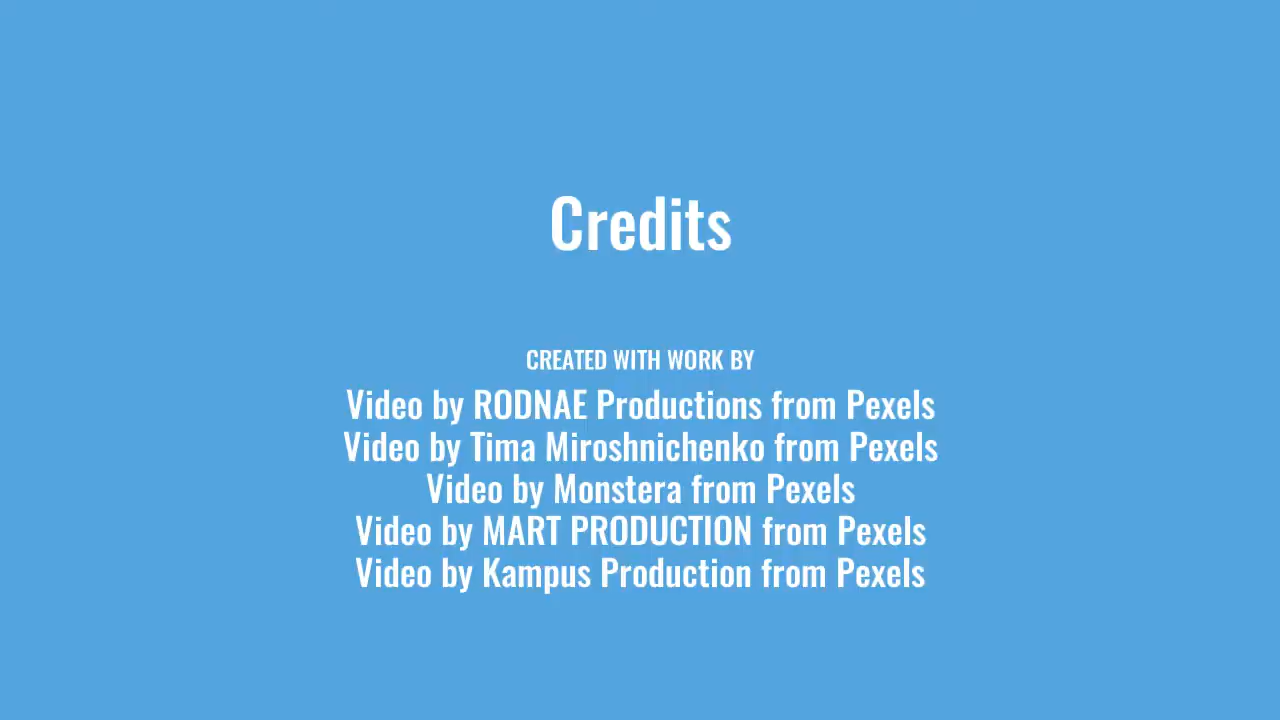 Credits
CREATED WITH WORK BY
Video by RODNAE Productions from Pexels
Video by Tima Miroshnichenko from Pexels
Video by Monstera from Pexels
Video by MART PRODUCTION from Pexels
Video by Kampus Production from Pexels